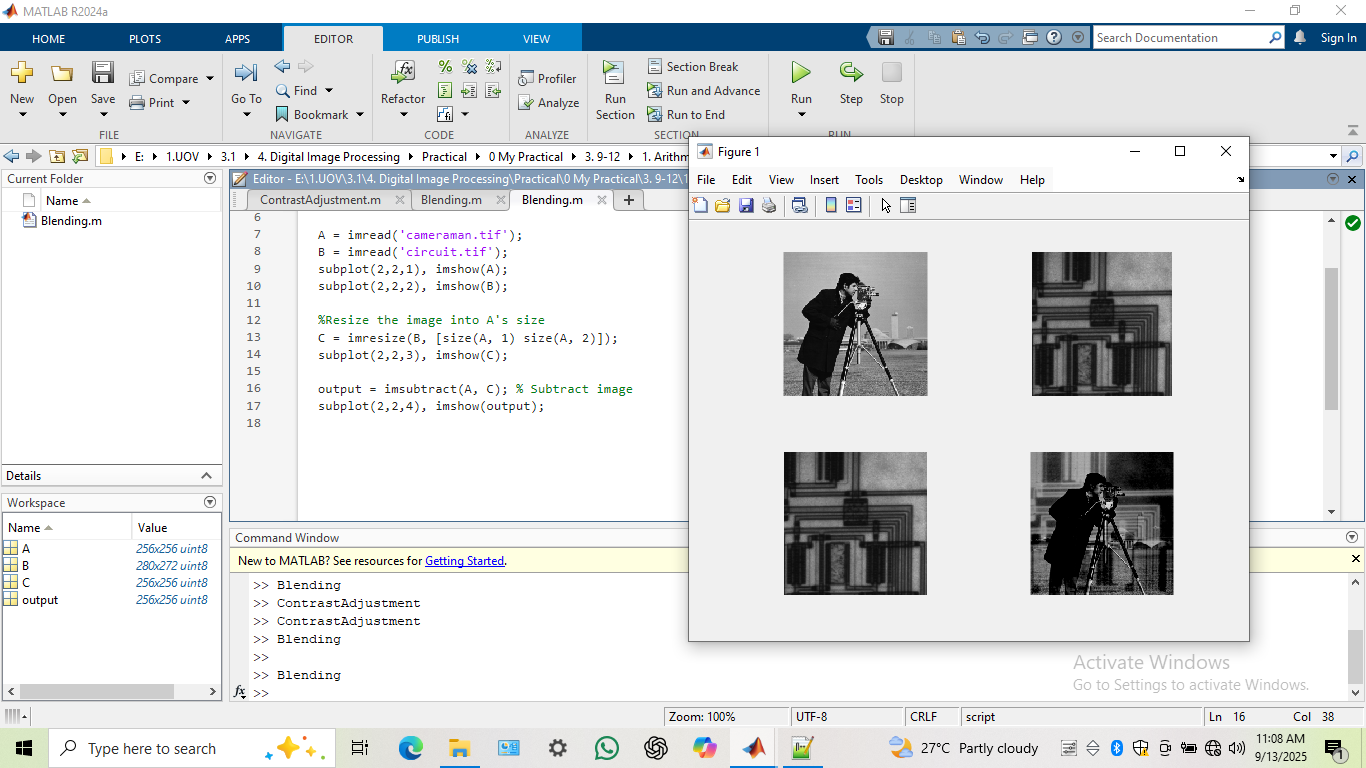 MATLAB R2024a
HOME PLOTS APPS EDITOR PUBLISH VIEW Search Documentation Sign In
New Open Save Compare Print Go To Find Bookmark Refactor Profiler Analyze Run Section Section Break Run and Advance Run to End Run Step Stop
FILE NAVIGATE CODE ANALYZE SECTION RUN
E: 1.UOV 3.1 4. Digital Image Processing Practical 0 My Practical 3. 9-12 1. Arithm
Current Folder
Name
Blending.m
Details
Workspace
Name Value
A 256x256 uint8
B 280x272 uint8
C 256x256 uint8
output 256x256 uint8
Editor - E:\1.UOV\3.1\4. Digital Image Processing\Practical\0 My Practical\3. 9-12\1
ContrastAdjustment.m Blending.m Blending.m
6
7 A = imread('cameraman.tif');
8 B = imread('circuit.tif');
9 subplot(2,2,1), imshow(A);
10 subplot(2,2,2), imshow(B);
11
12 %Resize the image into A's size
13 C = imresize(B, [size(A, 1) size(A, 2)]);
14 subplot(2,2,3), imshow(C);
15
16 output = imsubtract(A, C); % Subtract image
17 subplot(2,2,4), imshow(output);
18
Command Window
New to MATLAB? See resources for Getting Started.
>> Blending
>> ContrastAdjustment
>> ContrastAdjustment
>> Blending
>>
>> Blending
fx >>
Figure 1
File Edit View Insert Tools Desktop Window Help
Activate Windows
Go to Settings to activate Windows.
Zoom: 100% UTF-8 CRLF script Ln 16 Col 38
Type here to search
27°C Partly cloudy
11:08 AM
9/13/2025
1